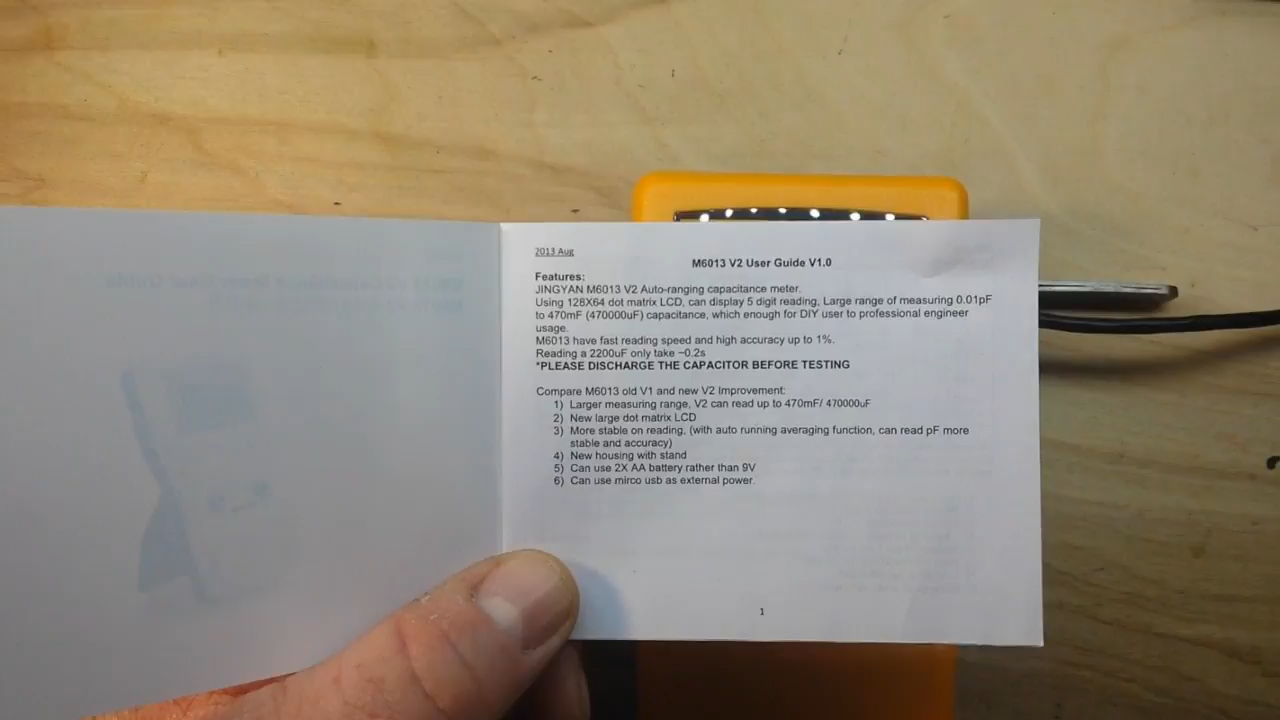 2013 Aug
M6013 V2 User Guide V1.0
Features:
JINGYAN M6013 V2 Auto-ranging capacitance meter.
Using 128X64 dot matrix LCD, can display 5 digit reading, Large range of measuring 0.01pF
to 470mF (470000uF) capacitance, which enough for DIY user to professional engineer
usage.
M6013 have fast reading speed and high accuracy up to 1%.
Reading a 2200uF only take ~0.2s
*PLEASE DISCHARGE THE CAPACITOR BEFORE TESTING
Compare M6013 old V1 and new V2 Improvement:
1) Larger measuring range, V2 can read up to 470mF/ 470000uF
2) New large dot matrix LCD
3) More stable on reading, (with auto running averaging function, can read pF more
stable and accuracy)
4) New housing with stand
5) Can use 2X AA battery rather than 9V
6) Can use mirco usb as external power.
1